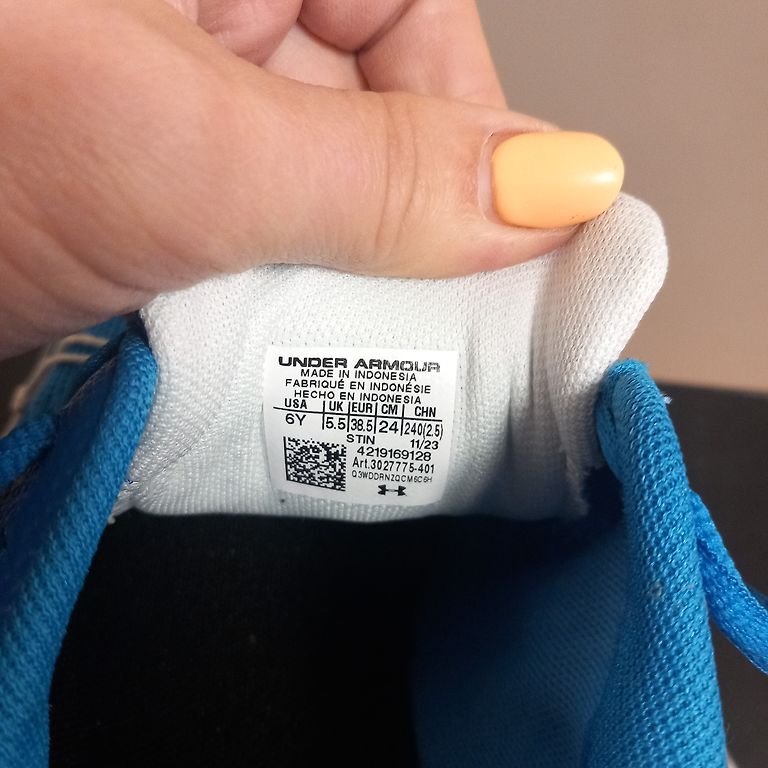 UNDER ARMOUR
MADE IN INDONESIA
FABRIQUÉ EN INDONÉSIE
HECHO EN INDONESIA
USA UK EUR CM CHN
6Y 5.5 38.5 24 240(2.5)
STIN 11/23
4219169128
Art.3027775-401
Q3WDDRNZQCM6C6H